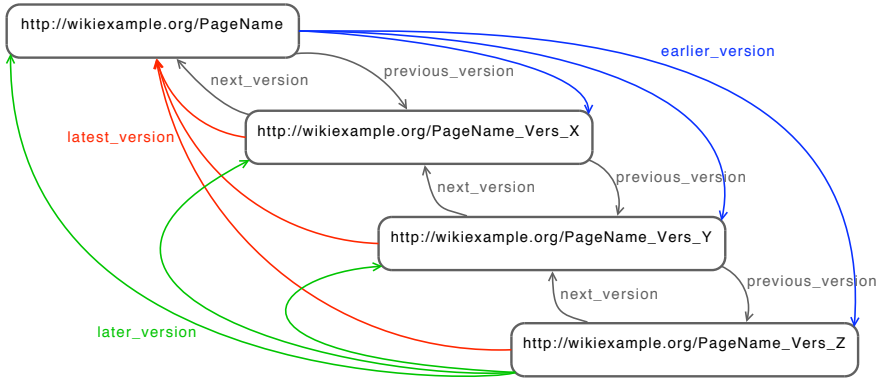 http://wikiexample.org/PageName
earlier_version
previous_version
next_version
http://wikiexample.org/PageName_Vers_X
latest_version
previous_version
next_version
http://wikiexample.org/PageName_Vers_Y
previous_version
next_version
later_version
http://wikiexample.org/PageName_Vers_Z